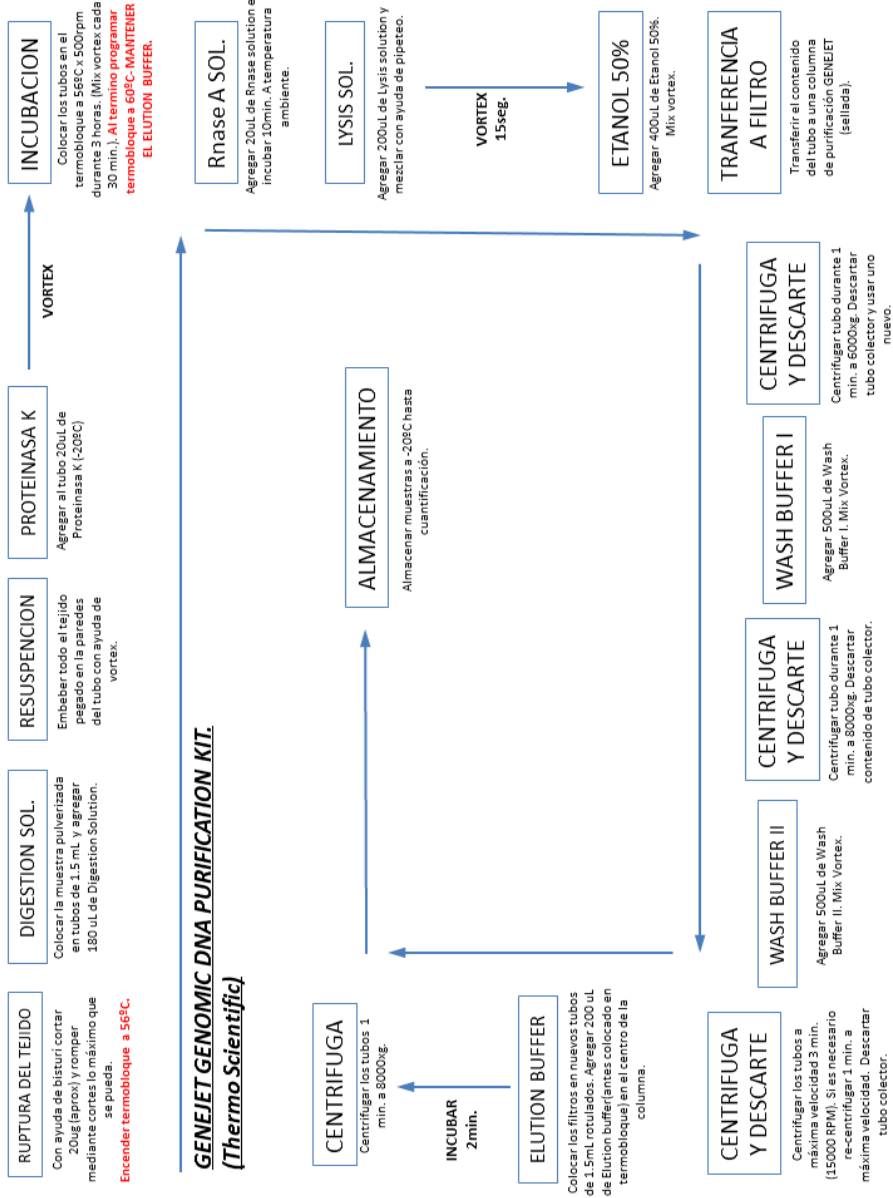 RUPTURA DEL TEJIDO
Con ayuda de bisturí cortar
20ug (aprox) y romper
mediante cortes lo máximo que
se pueda.
Encender termobloque a 56ºC.
DIGESTION SOL.
Colocar la muestra pulverizada
en tubos de 1.5 mL y agregar
180 uL de Digestion Solution.
RESUSPENCION
Embeber todo el tejido
pegado en la paredes
del tubo con ayuda de
vortex.
PROTEINASA K
Agregar al tubo 20uL de
Proteinasa K (-20ºC)
VORTEX
INCUBACION
Colocar los tubos en el
termobloque a 56ºC x 500rpm
durante 3 horas. (Mix vortex cada
30 min.). Al termino programar
termobloque a 60ºC- MANTENER
EL ELUTION BUFFER.
GENEJET GENOMIC DNA PURIFICATION KIT.
(Thermo Scientific)
Rnase A SOL.
Agregar 20uL de Rnase solution e
incubar 10min. A temperatura
ambiente.
LYSIS SOL.
Agregar 200uL de Lysis solution y
mezclar con ayuda de pipeteo.
VORTEX
15seg.
ETANOL 50%
Agregar 400uL de Etanol 50%.
Mix vortex.
TRANFERENCIA
A FILTRO
Transferir el contenido
del tubo a una columna
de purificación GENEJET
(sellada).
CENTRIFUGA
Y DESCARTE
Centrifugar tubo durante 1
min. a 6000xg. Descartar
tubo colector y usar uno
nuevo.
WASH BUFFER I
Agregar 500uL de Wash
Buffer I. Mix Vortex.
CENTRIFUGA
Y DESCARTE
Centrifugar tubo durante 1
min. a 8000xg. Descartar
contenido de tubo colector.
WASH BUFFER II
Agregar 500uL de Wash
Buffer II. Mix Vortex.
CENTRIFUGA
Y DESCARTE
Centrifugar los tubos a
máxima velocidad 3 min.
(15000 RPM). Si es necesario
re-centrifugar 1 min. a
máxima velocidad. Descartar
tubo colector.
ELUTION BUFFER
Colocar los filtros en nuevos tubos
de 1.5mL rotulados. Agregar 200 uL
de Elution buffer(antes colocado en
termobloque) en el centro de la
columna.
INCUBAR
2min.
CENTRIFUGA
Centrifugar los tubos 1
min. a 8000xg.
ALMACENAMIENTO
Almacenar muestras a -20ºC hasta
cuantificación.